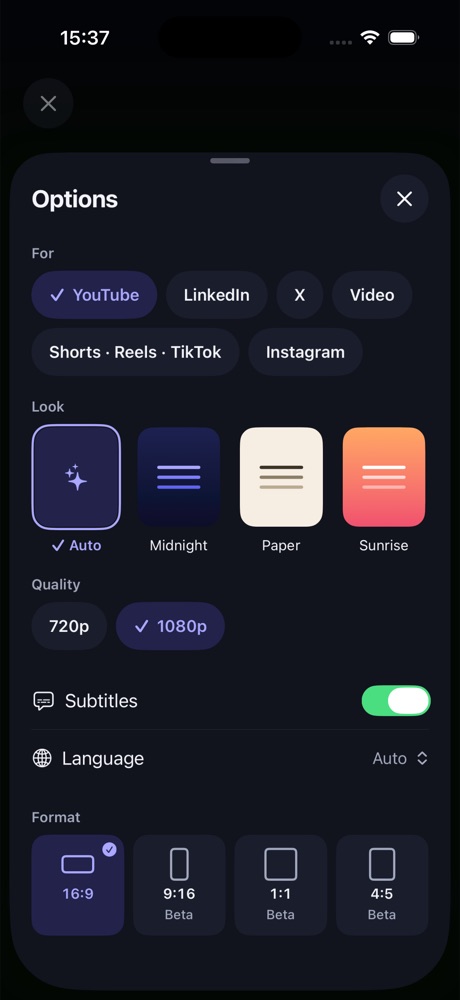 15:37
Options
For
YouTube
LinkedIn
X
Video
Shorts · Reels · TikTok
Instagram
Look
Auto
Midnight
Paper
Sunrise
Quality
720p
1080p
Subtitles
Language
Auto
Format
16:9
9:16
Beta
1:1
Beta
4:5
Beta